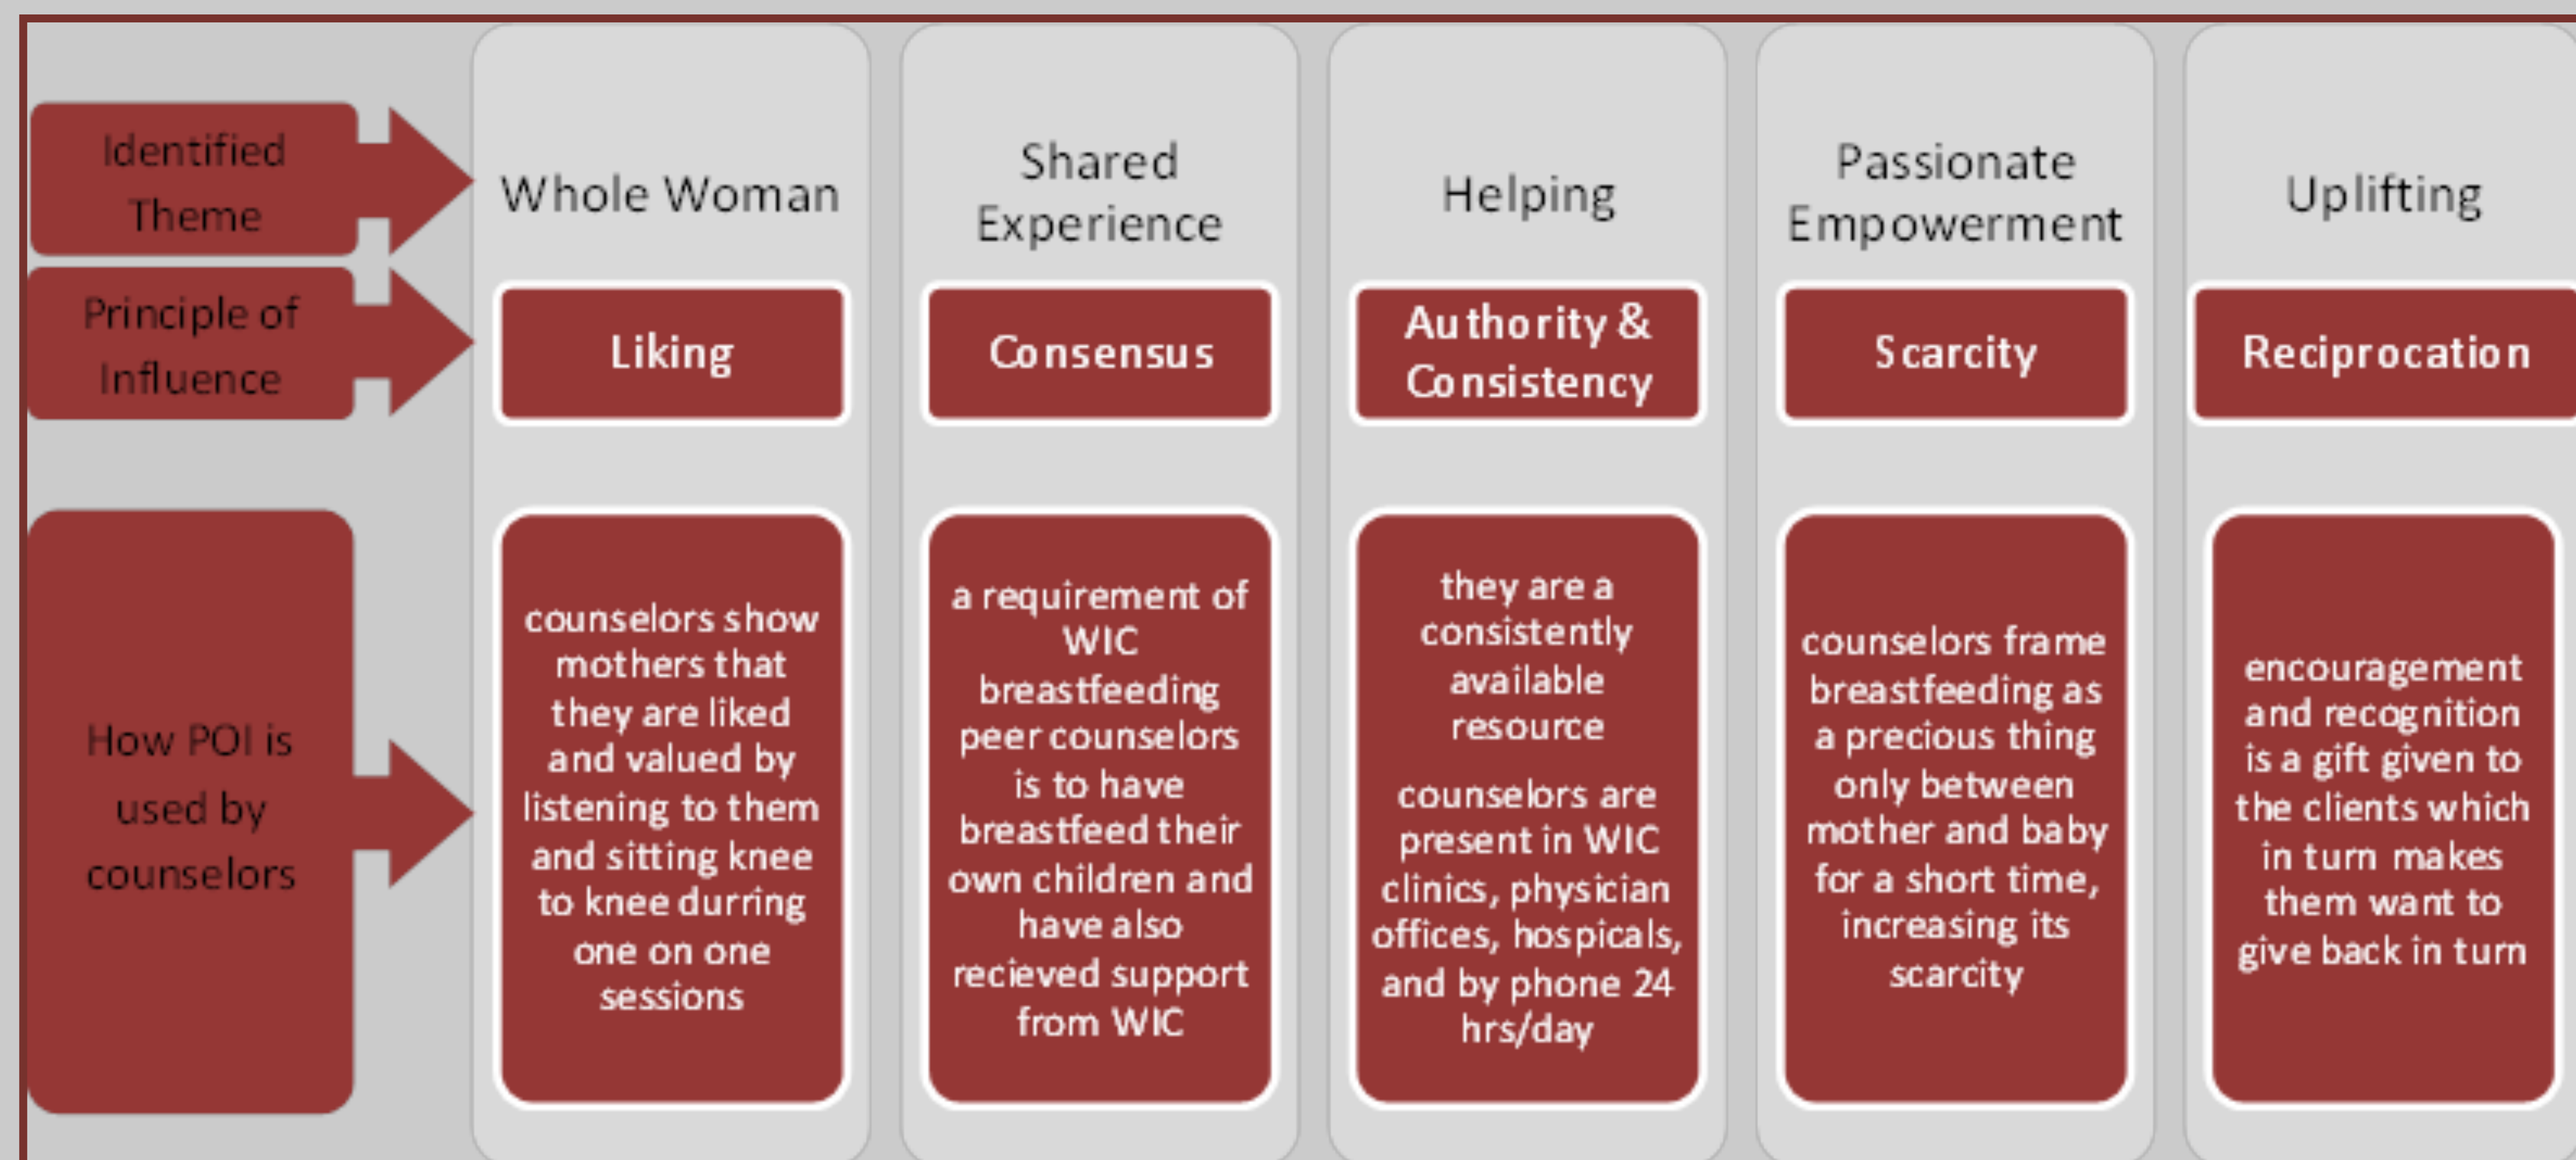 Identified
Theme
Whole Woman
Shared
Experience
Helping
Passionate
Empowerment
Uplifting
Principle of
Influence
Liking
Consensus
Authority &
Consistency
Scarcity
Reciprocation
How POI is
used by
counselors
counselors show
mothers that
they are liked
and valued by
listening to them
and sitting knee
to knee durring
one on one
sessions
a requirement of
WIC
breastfeeding
peer counselors
is to have
breastfeed their
own children and
have also
recieved support
from WIC
they are a
consistently
available
resource
counselors are
present in WIC
clinics, physician
offices, hospicals,
and by phone 24
hrs/day
counselors frame
breastfeeding as
a precious thing
only between
mother and baby
for a short time,
increasing its
scarcity
encouragement
and recognition
is a gift given to
the clients which
in turn makes
them want to
give back in turn